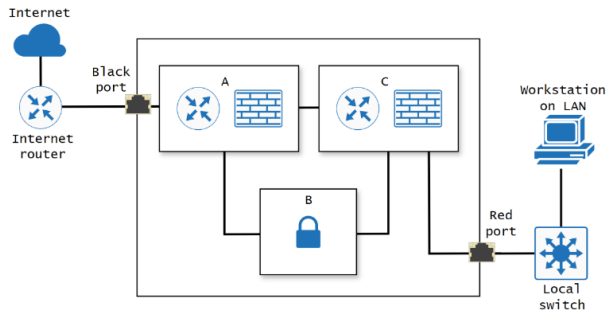 Internet
Black
port
Internet
router
A
C
B
Workstation
on LAN
Red
port
Local
switch